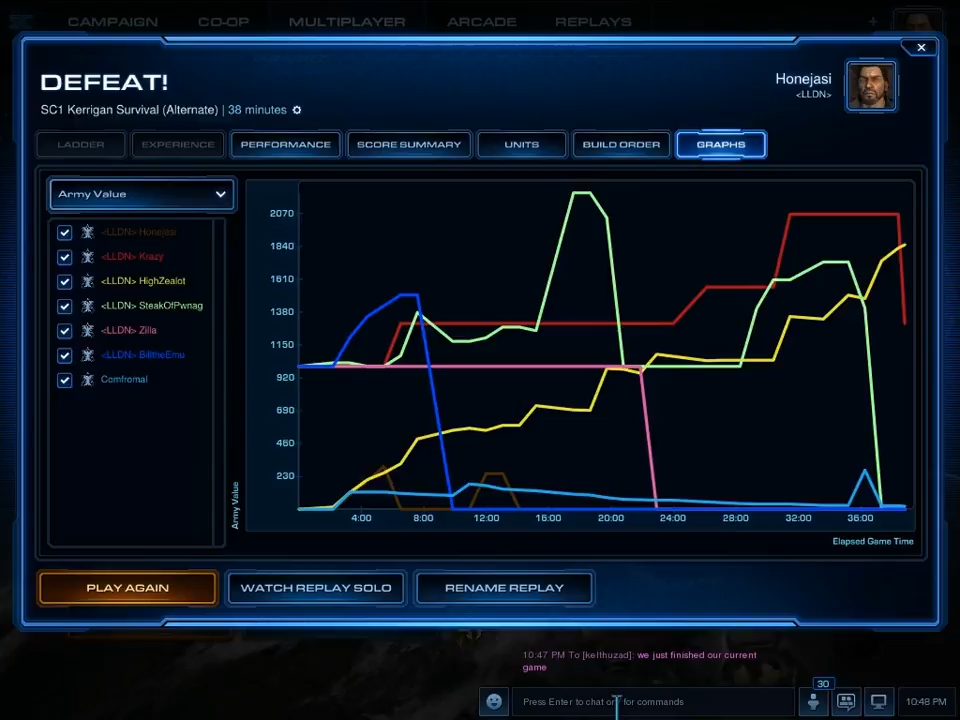 CAMPAIGN CO-OP MULTIPLAYER ARCADE REPLAYS
DEFEAT!
SC1 Kerrigan Survival (Alternate) | 38 minutes
Honejasi
<LLDN>
LADDER EXPERIENCE PERFORMANCE SCORE SUMMARY UNITS BUILD ORDER GRAPHS
Army Value
<LLDN> Honejasi
<LLDN> Krazy
<LLDN> HighZealot
<LLDN> SteakOfPwnag
<LLDN> Zilla
<LLDN> BilltheEmu
Comfromal
2070
1840
1610
1380
1150
920
690
460
230
Army Value
4:00 8:00 12:00 16:00 20:00 24:00 28:00 32:00 36:00
Elapsed Game Time
PLAY AGAIN WATCH REPLAY SOLO RENAME REPLAY
10:47 PM To [kelthuzad]: we just finished our current
game
30
Press Enter to chat or / for commands
10:48 PM